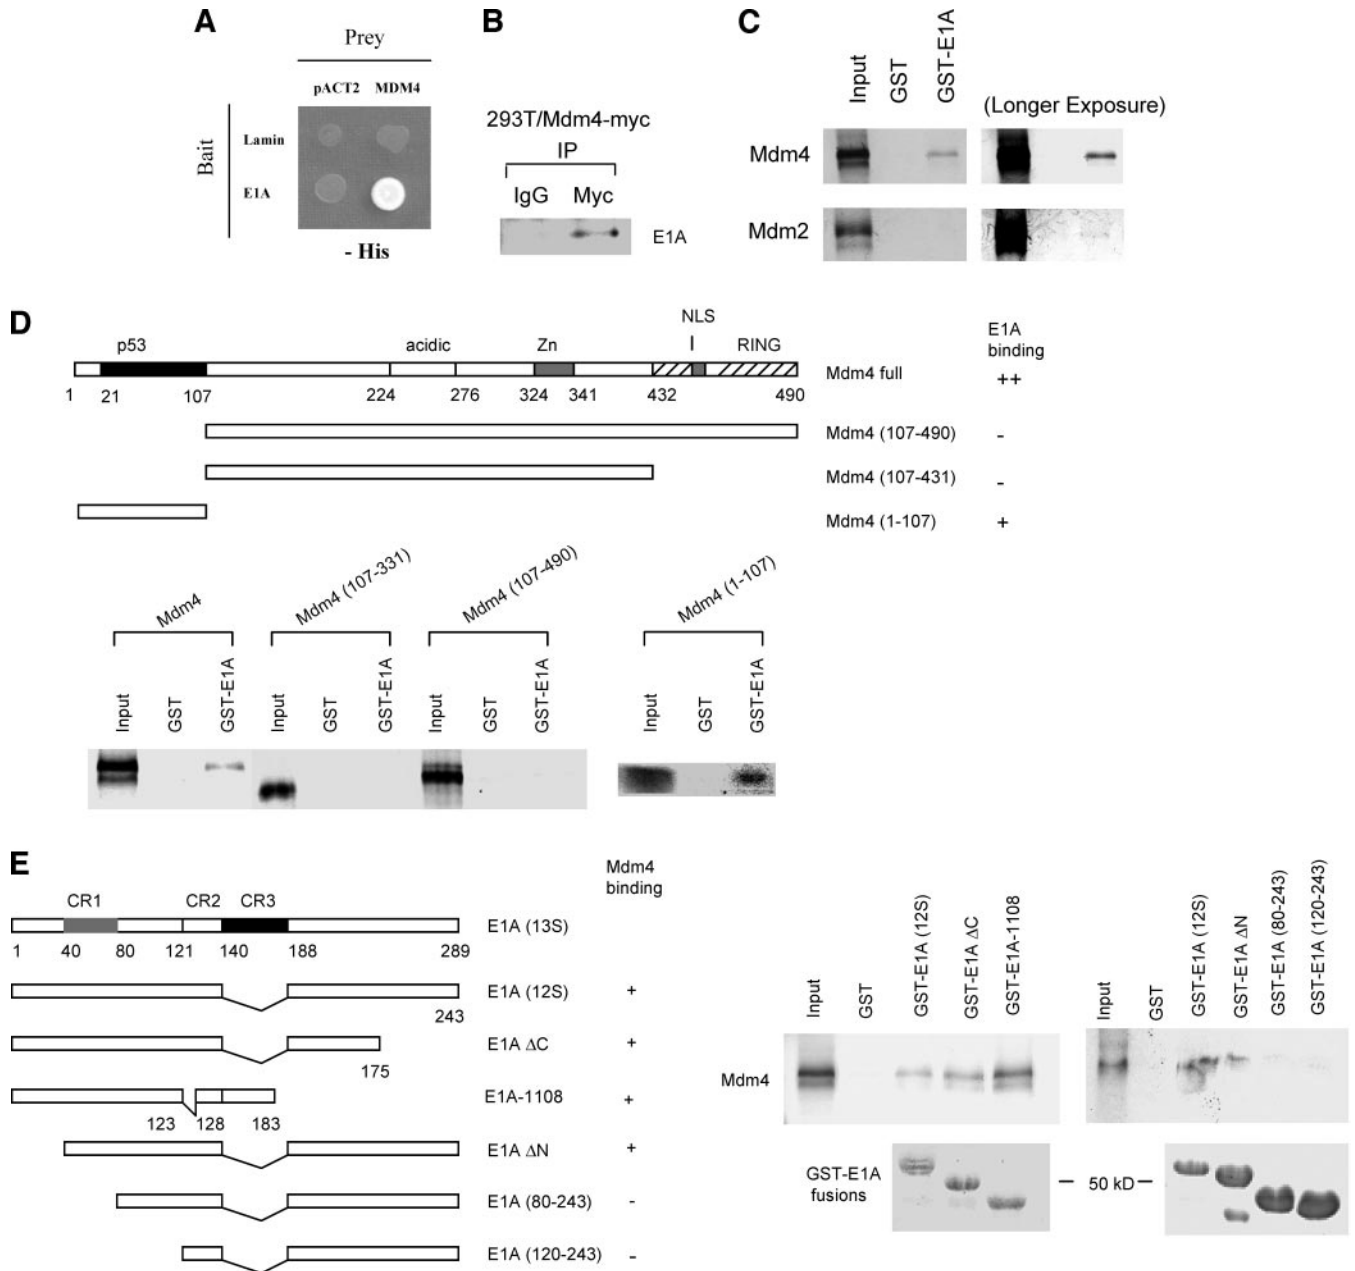 A
Prey
pACT2 MDM4
Bait
Lamin
E1A
- His
B
293T/Mdm4-myc
IP
IgG Myc
E1A
C
Input
GST
GST-E1A
(Longer Exposure)
Mdm4
Mdm2
D
p53 acidic Zn NLS RING
E1A
binding
1 21 107 224 276 324 341 432 490
Mdm4 full ++
Mdm4 (107-490) -
Mdm4 (107-431) -
Mdm4 (1-107) +
Mdm4 Mdm4 (107-331) Mdm4 (107-490) Mdm4 (1-107)
Input GST GST-E1A Input GST GST-E1A Input GST GST-E1A Input GST GST-E1A
E
Mdm4
binding
CR1 CR2 CR3
E1A (13S)
1 40 80 121 140 188 289
E1A (12S) +
243
E1A ΔC +
175
E1A-1108 +
123 128 183
E1A ΔN +
E1A (80-243) -
E1A (120-243) -
Input GST GST-E1A (12S) GST-E1A ΔC GST-E1A-1108
Input GST GST-E1A (12S) GST-E1A ΔN GST-E1A (80-243) GST-E1A (120-243)
Mdm4
GST-E1A
fusions
— 50 kD —